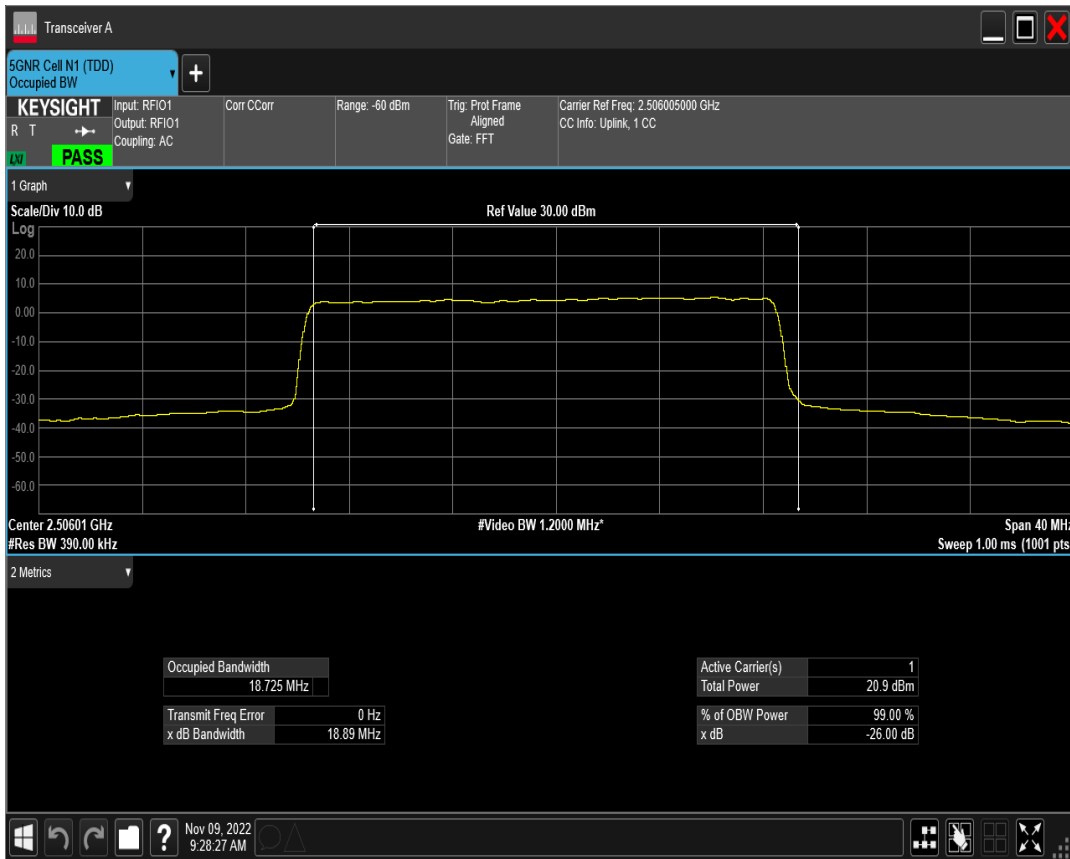 Transceiver A
5GNR Cell N1 (TDD)
Occupied BW
+
KEYSIGHT
R T
LXI
PASS
Input: RFIO1
Output: RFIO1
Coupling: AC
Corr CCorr
Range: -60 dBm
Trig: Prot Frame
Aligned
Gate: FFT
Carrier Ref Freq: 2.506005000 GHz
CC Info: Uplink, 1 CC
1 Graph
Scale/Div 10.0 dB
Ref Value 30.00 dBm
Log
20.0
10.0
0.00
-10.0
-20.0
-30.0
-40.0
-50.0
-60.0
Center 2.50601 GHz
#Video BW 1.2000 MHz*
Span 40 MHz
#Res BW 390.00 kHz
Sweep 1.00 ms (1001 pts
2 Metrics
Occupied Bandwidth
18.725 MHz
Transmit Freq Error 0 Hz
x dB Bandwidth 18.89 MHz
Active Carrier(s) 1
Total Power 20.9 dBm
% of OBW Power 99.00 %
x dB -26.00 dB
?
Nov 09, 2022
9:28:27 AM